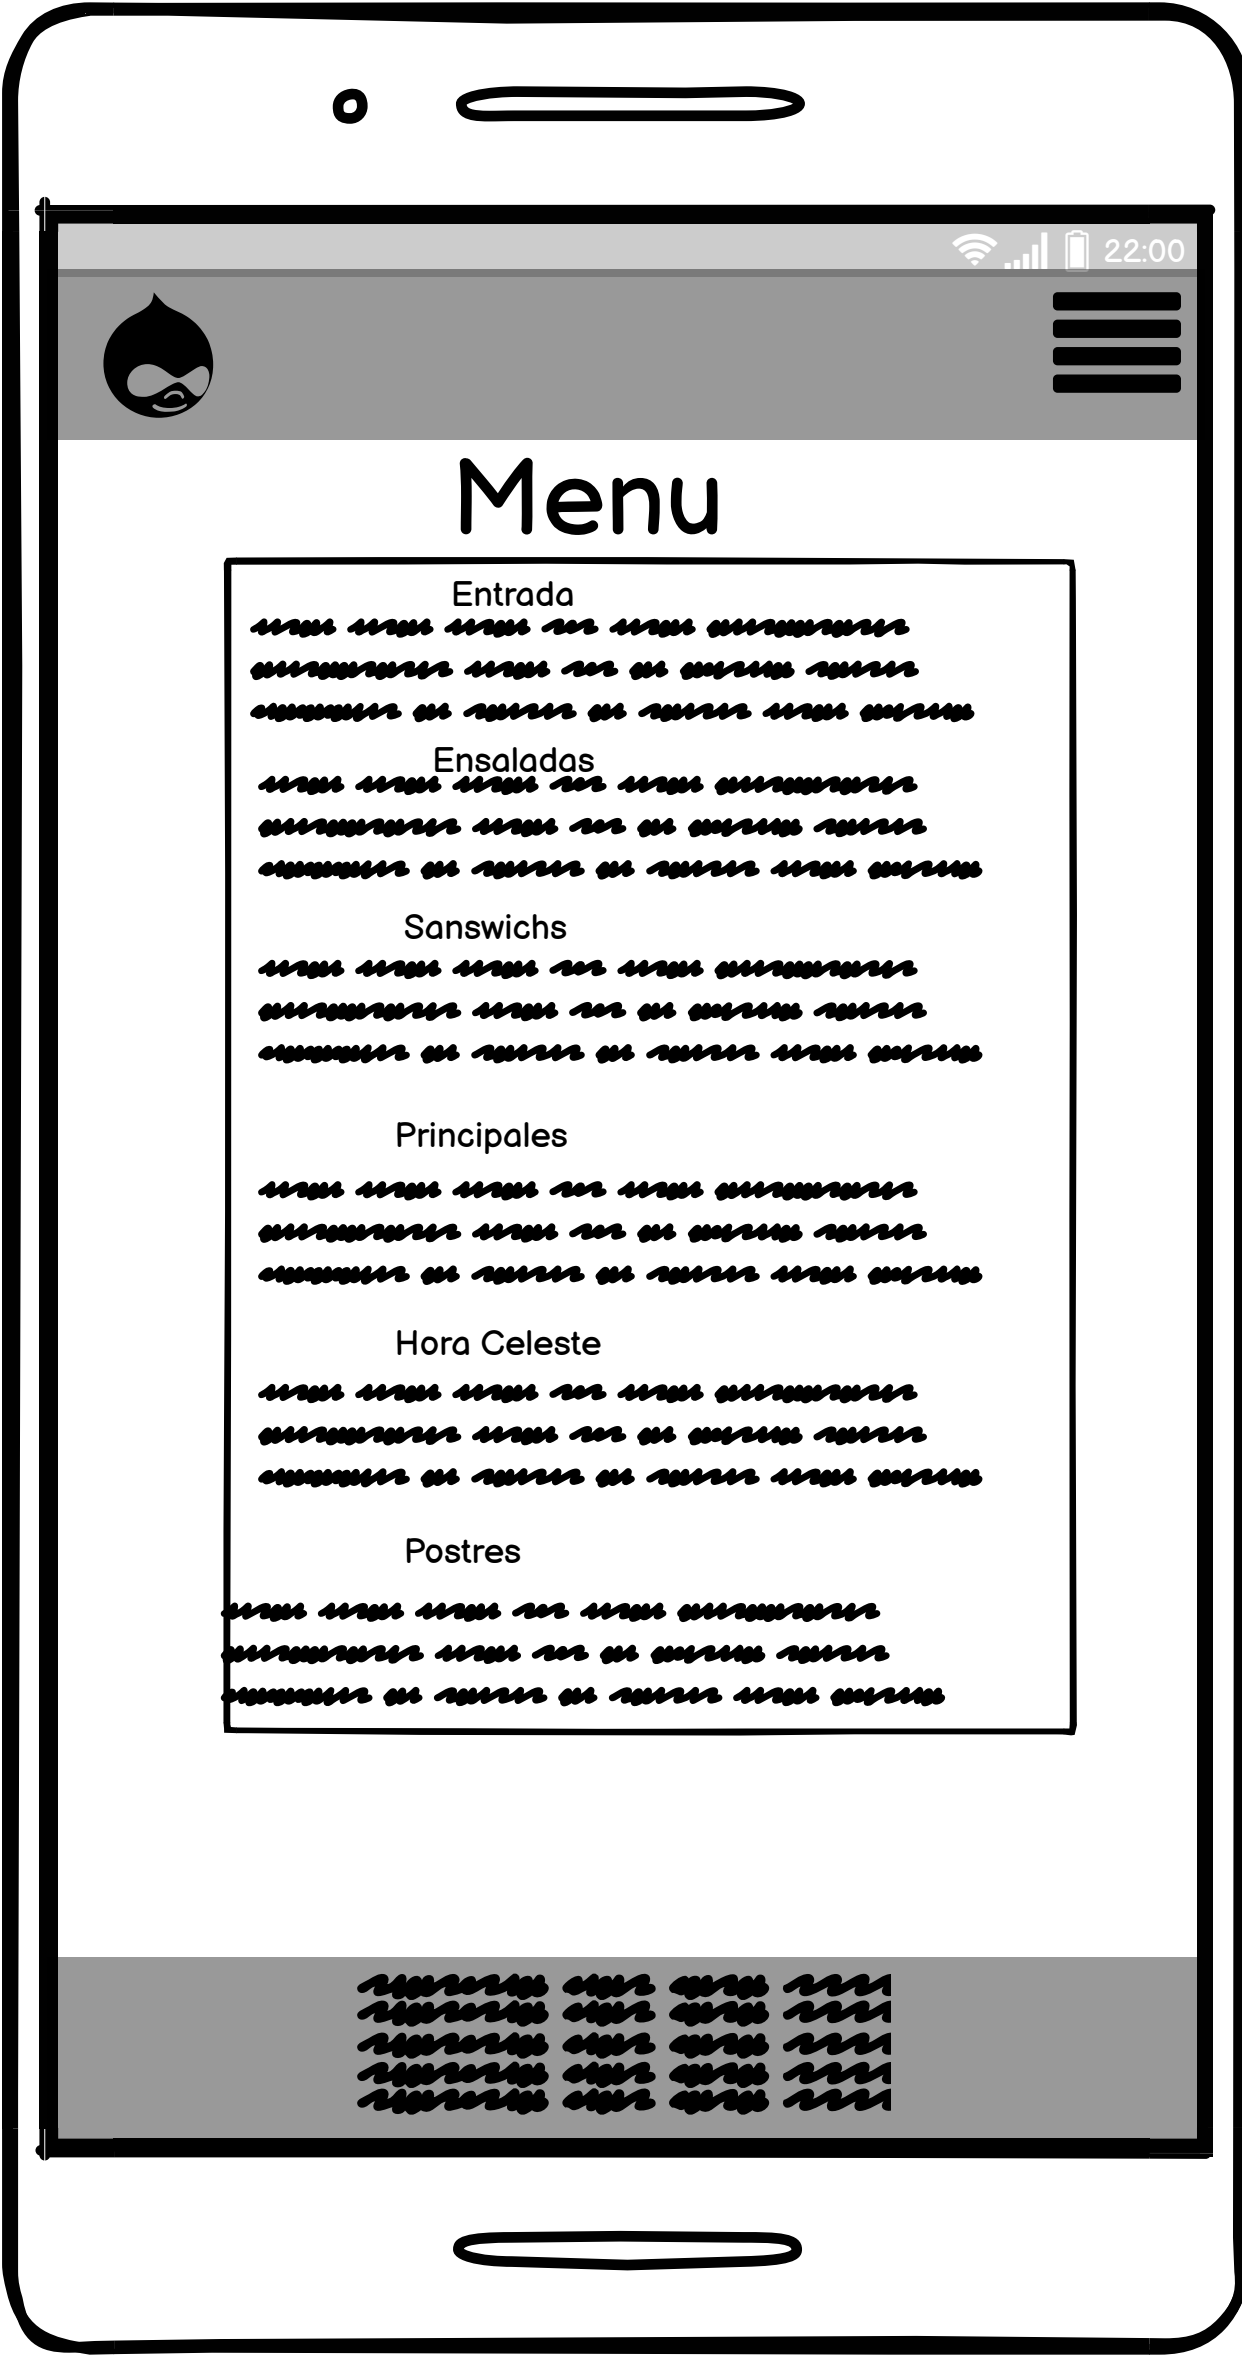 22:00
Menu
Entrada
Ensaladas
Sanswichs
Principales
Hora Celeste
Postres